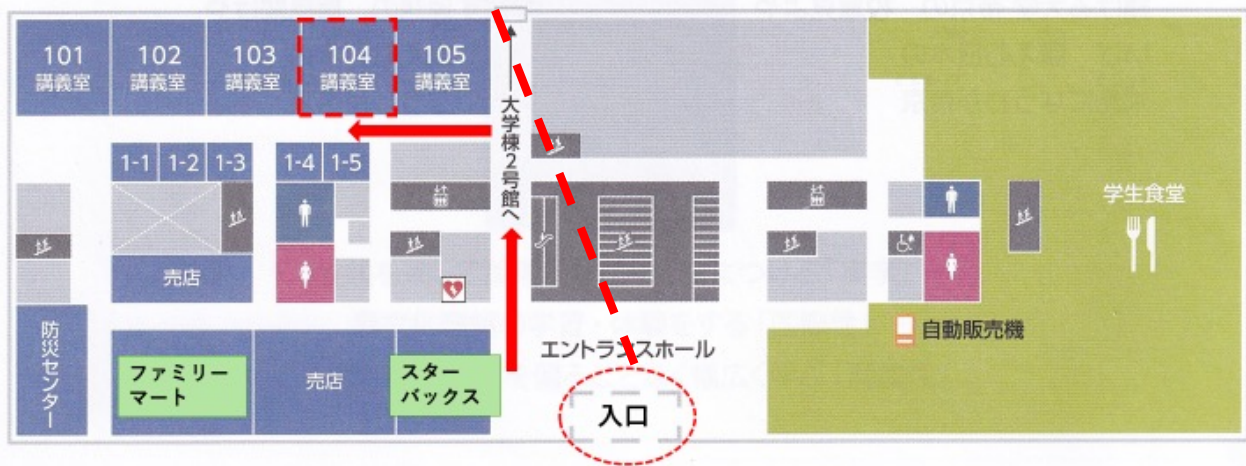 101
講義室
102
講義室
103
講義室
104
講義室
105
講義室
大学棟2号館へ
1-1
1-2
1-3
1-4
1-5
売店
学生食堂
防災センター
ファミリー
マート
売店
スター
バックス
エントランスホール
入口
自動販売機